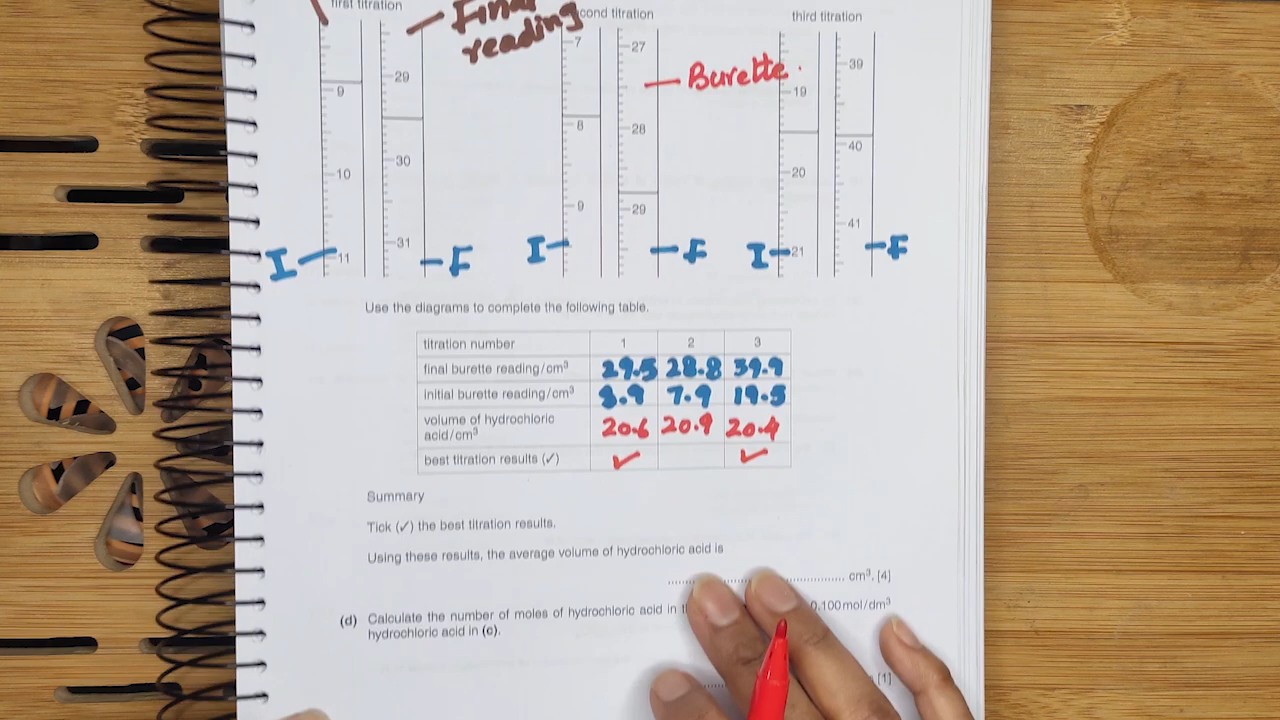 first titration
second titration
third titration
Final
reading
Burette
7
27
39
29
9
19
8
28
40
30
10
20
9
29
41
31
11
21
I
F
I
F
I
F
Use the diagrams to complete the following table.
titration number 1 2 3
final burette reading/cm³ 29.5 28.8 39.9
initial burette reading/cm³ 8.9 7.9 19.5
volume of hydrochloric
acid/cm³ 20.6 20.9 20.4
best titration results (✓) ✓ ✓
Summary
Tick (✓) the best titration results.
Using these results, the average volume of hydrochloric acid is
cm³. [4]
(d) Calculate the number of moles of hydrochloric acid in 0.100 mol/dm³
hydrochloric acid in (c).
[1]